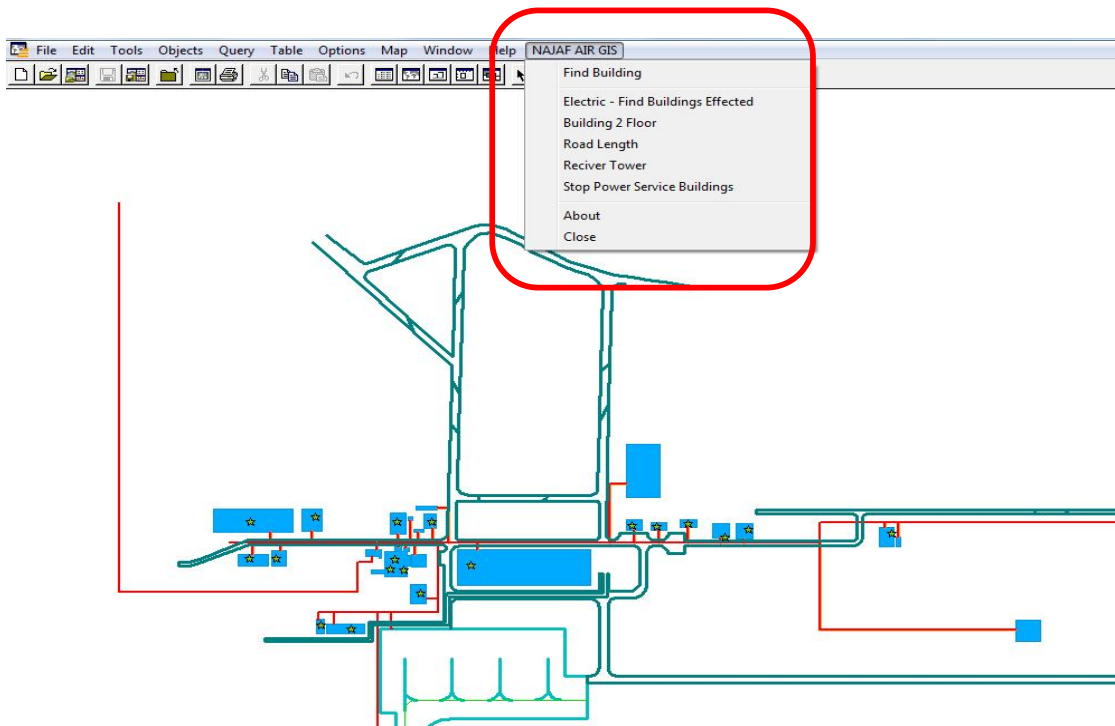 File Edit Tools Objects Query Table Options Map Window Help NAJAF AIR GIS
Find Building
Electric - Find Buildings Effected
Building 2 Floor
Road Length
Reciver Tower
Stop Power Service Buildings
About
Close